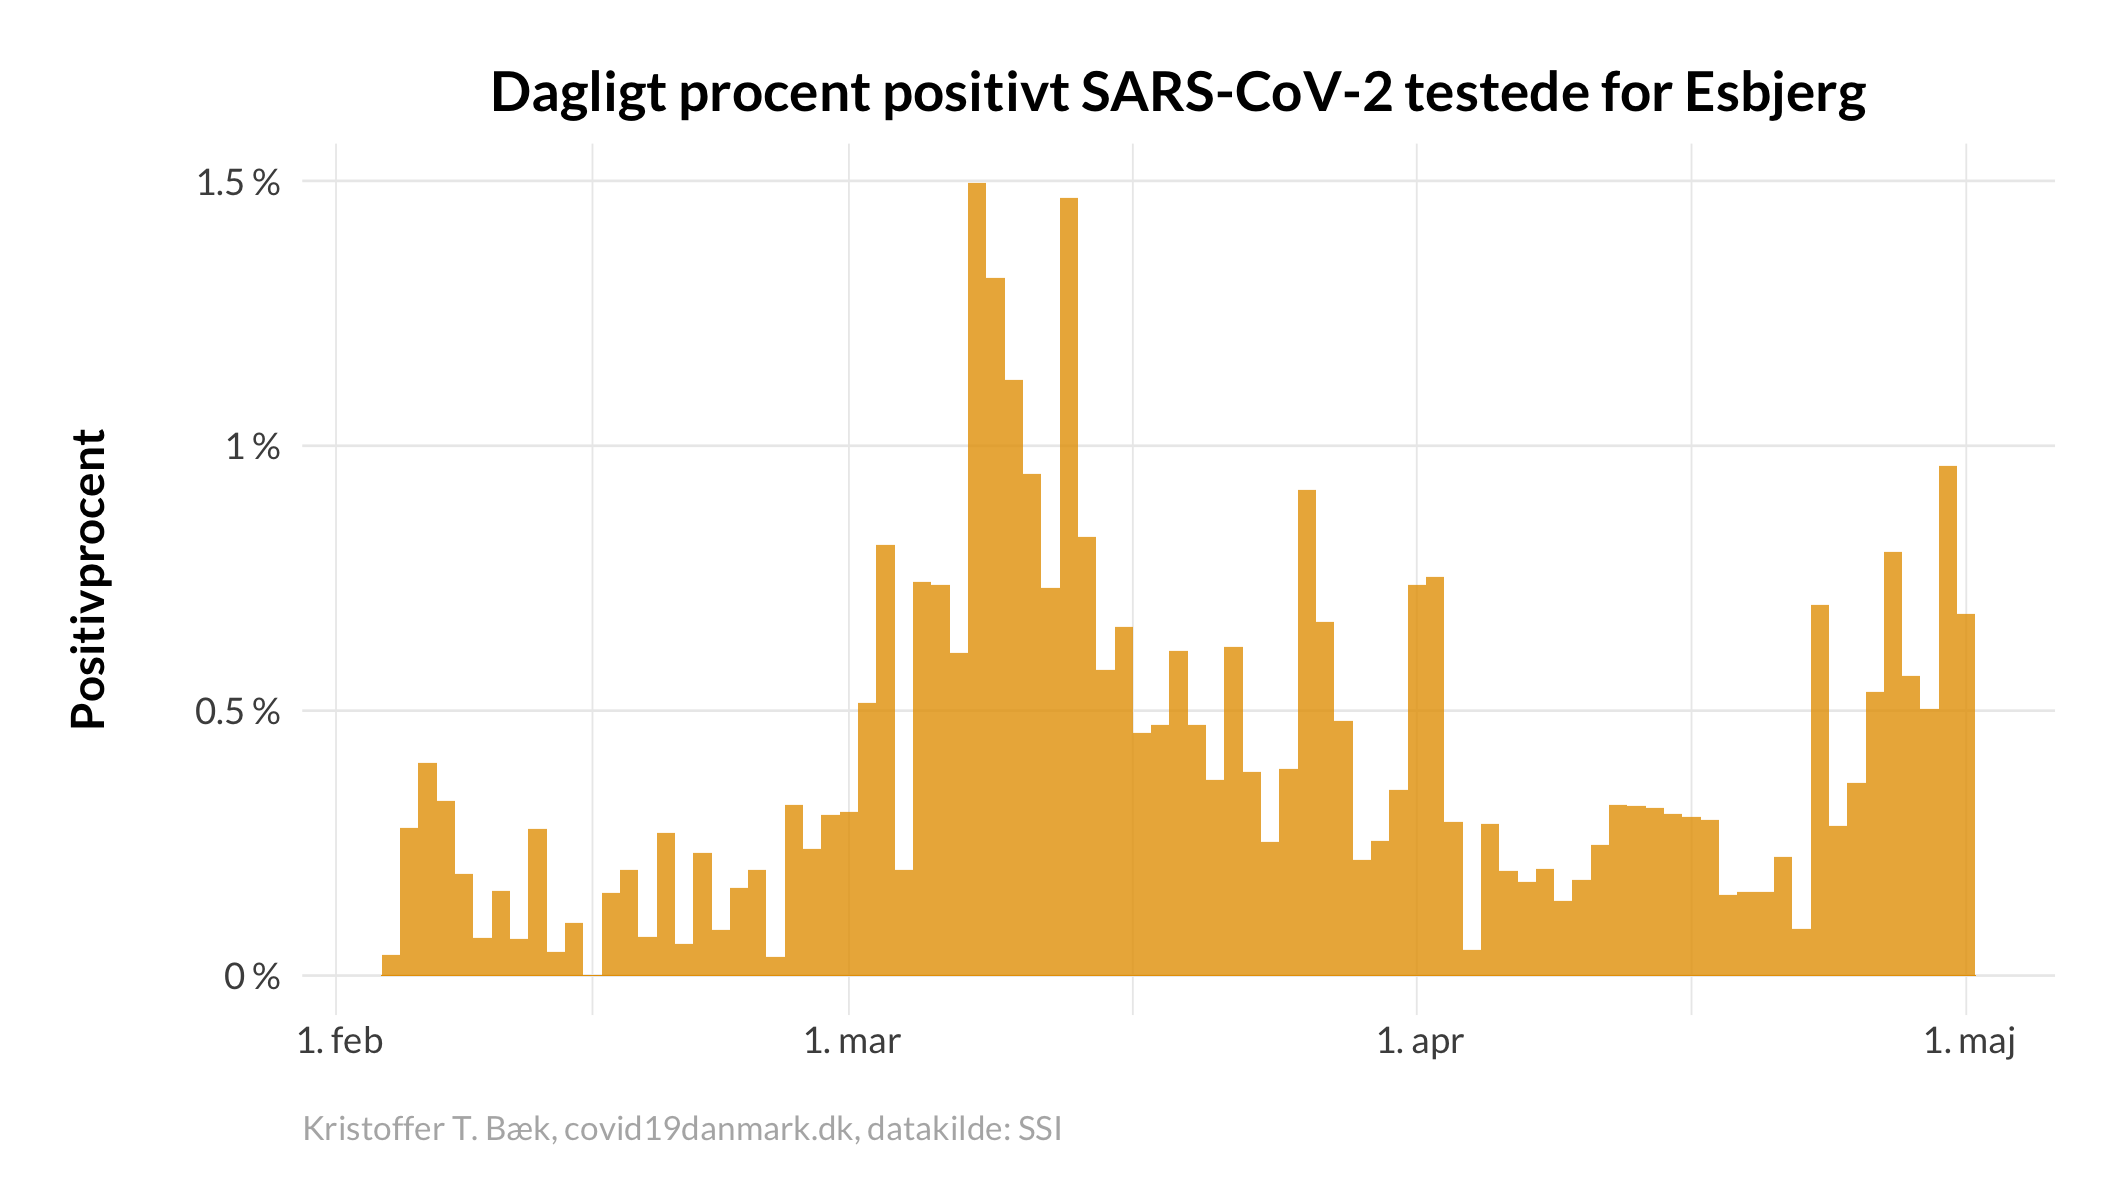 Dagligt procent positivt SARS-CoV-2 testede for Esbjerg
Positivprocent
1.5 %
1 %
0.5 %
0 %
1. feb
1. mar
1. apr
1. maj
Kristoffer T. Bæk, covid19danmark.dk, datakilde: SSI